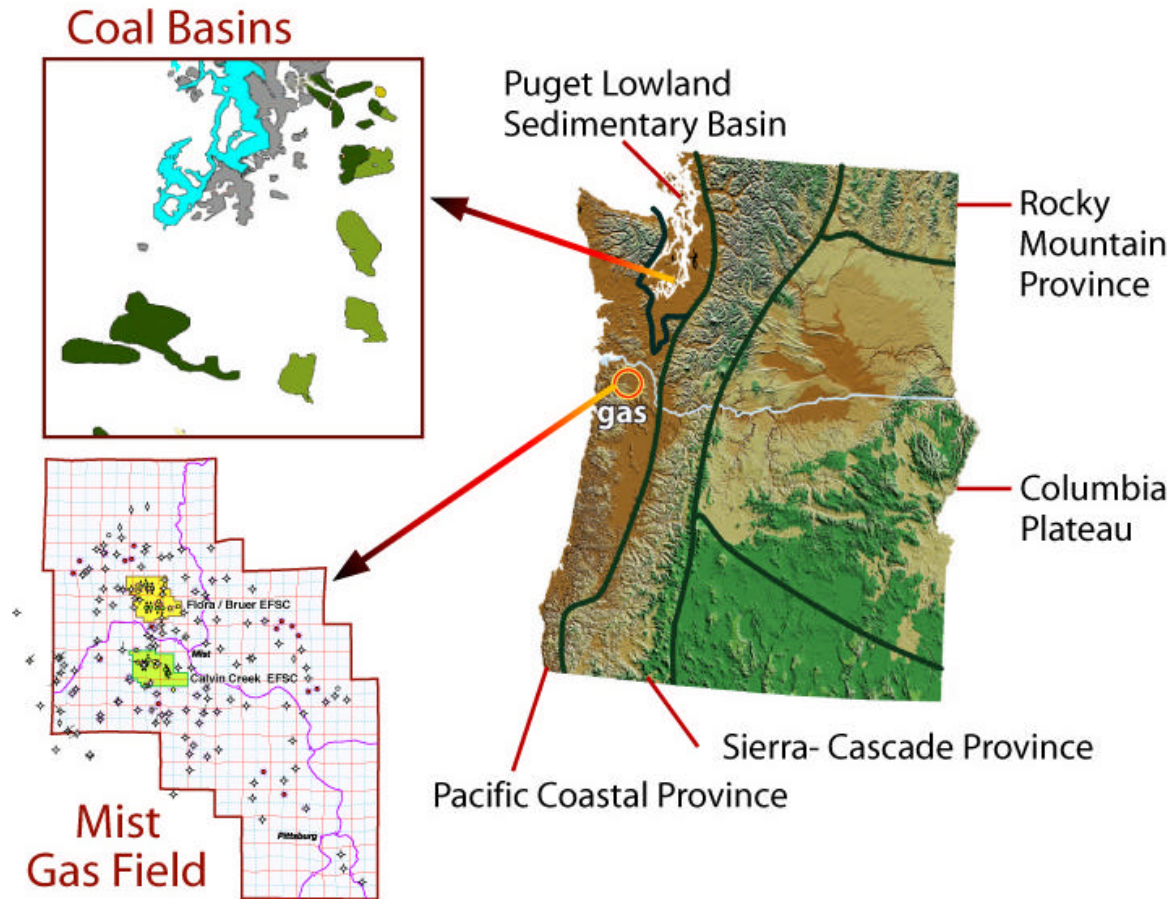 Coal Basins
Puget Lowland
Sedimentary Basin
Rocky
Mountain
Province
gas
Columbia
Plateau
Flora / Bruer EFSC
Mist
Calvin Creek EFSC
Sierra- Cascade Province
Pacific Coastal Province
Mist
Gas Field
Pittsburg